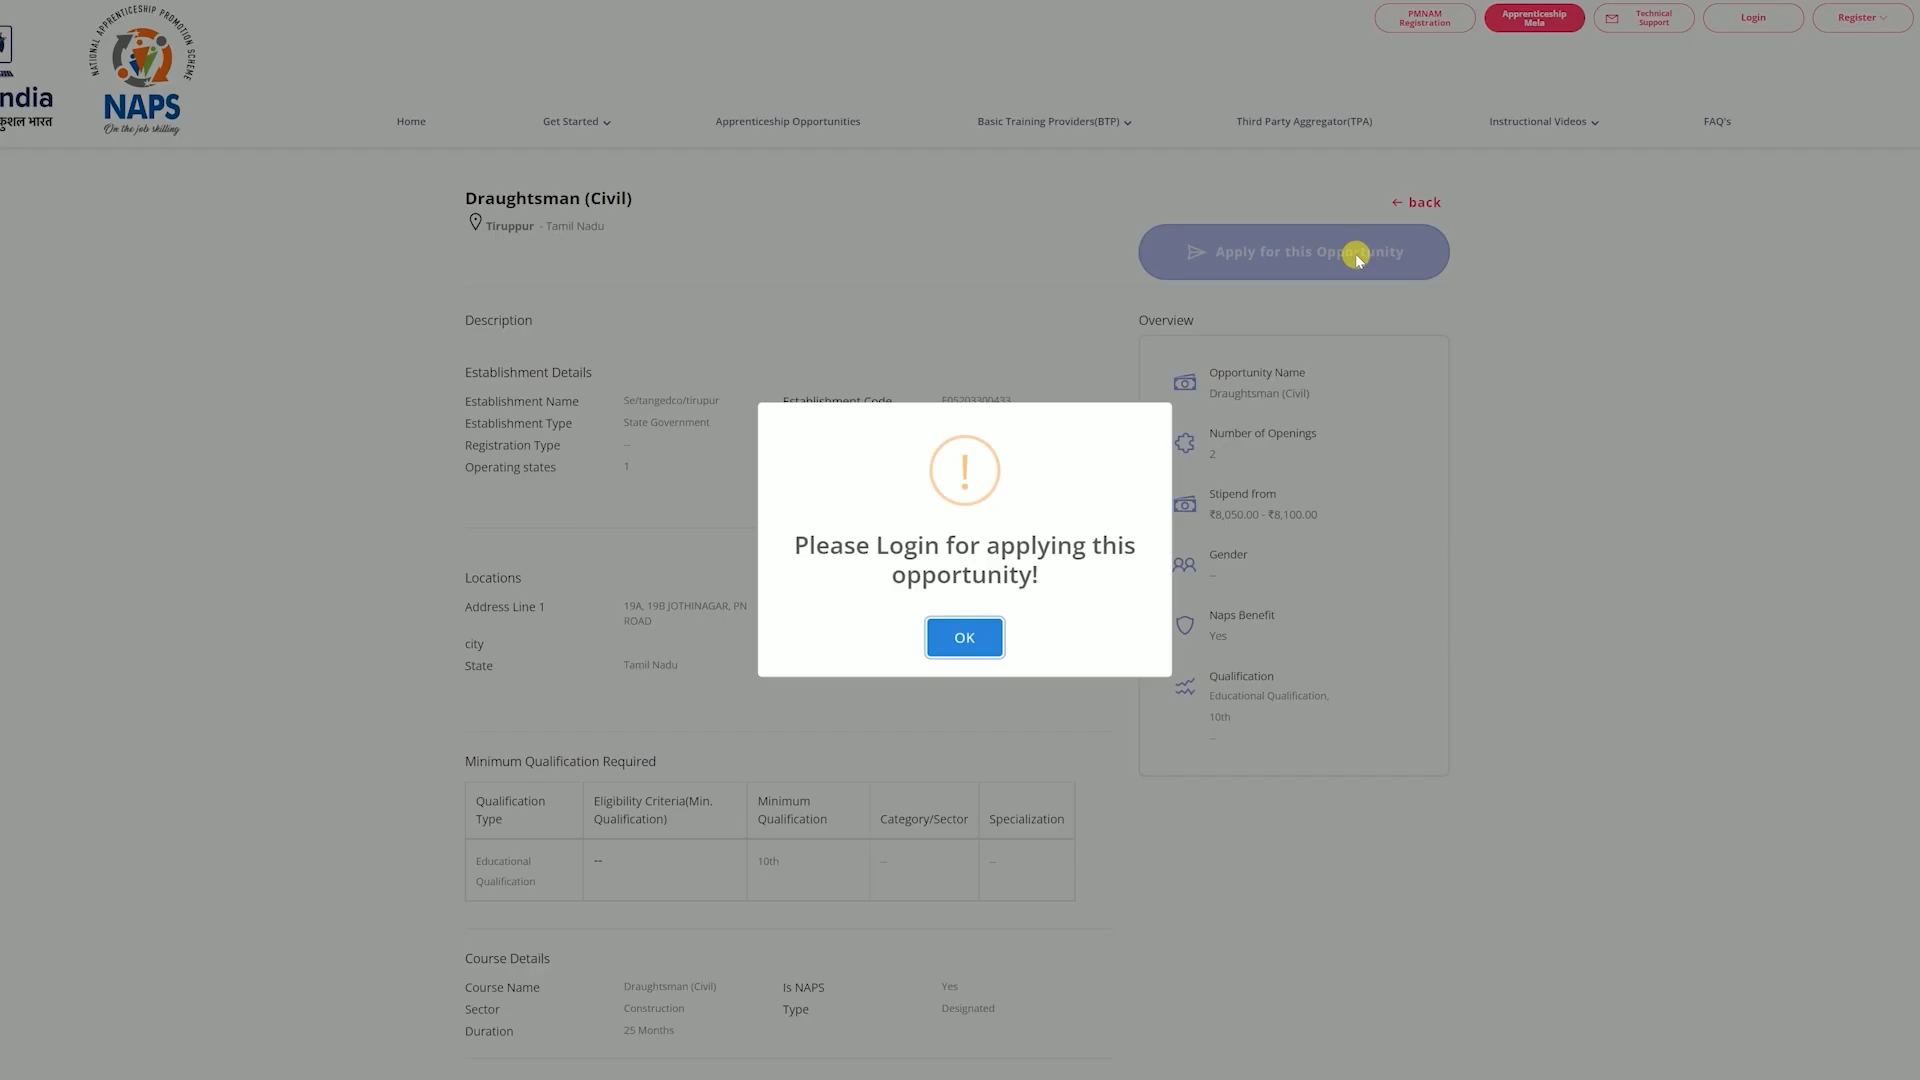 PMNAM
Registration
Apprenticeship
Mela
Technical
Support
Login
Register
NATIONAL APPRENTICESHIP PROMOTION SCHEME
NAPS
On the job skilling
ndia
कुशल भारत
Home
Get Started
Apprenticeship Opportunities
Basic Training Providers(BTP)
Third Party Aggregator(TPA)
Instructional Videos
FAQ's
Draughtsman (Civil)
Tiruppur - Tamil Nadu
← back
Apply for this Opportunity
Description
Overview
Establishment Details
Establishment Name Se/tangedco/tirupur Establishment Code E05203300433
Establishment Type State Government
Registration Type --
Operating states 1
Opportunity Name
Draughtsman (Civil)
Number of Openings
2
Stipend from
₹8,050.00 - ₹8,100.00
Gender
--
Naps Benefit
Yes
Qualification
Educational Qualification,
10th
--
!
Please Login for applying this
opportunity!
OK
Locations
Address Line 1 19A, 19B JOTHINAGAR, PN
ROAD
city
State Tamil Nadu
Minimum Qualification Required
Qualification
Type
Eligibility Criteria(Min.
Qualification)
Minimum
Qualification
Category/Sector
Specialization
Educational
Qualification
--
10th
--
--
Course Details
Course Name Draughtsman (Civil) Is NAPS Yes
Sector Construction Type Designated
Duration 25 Months